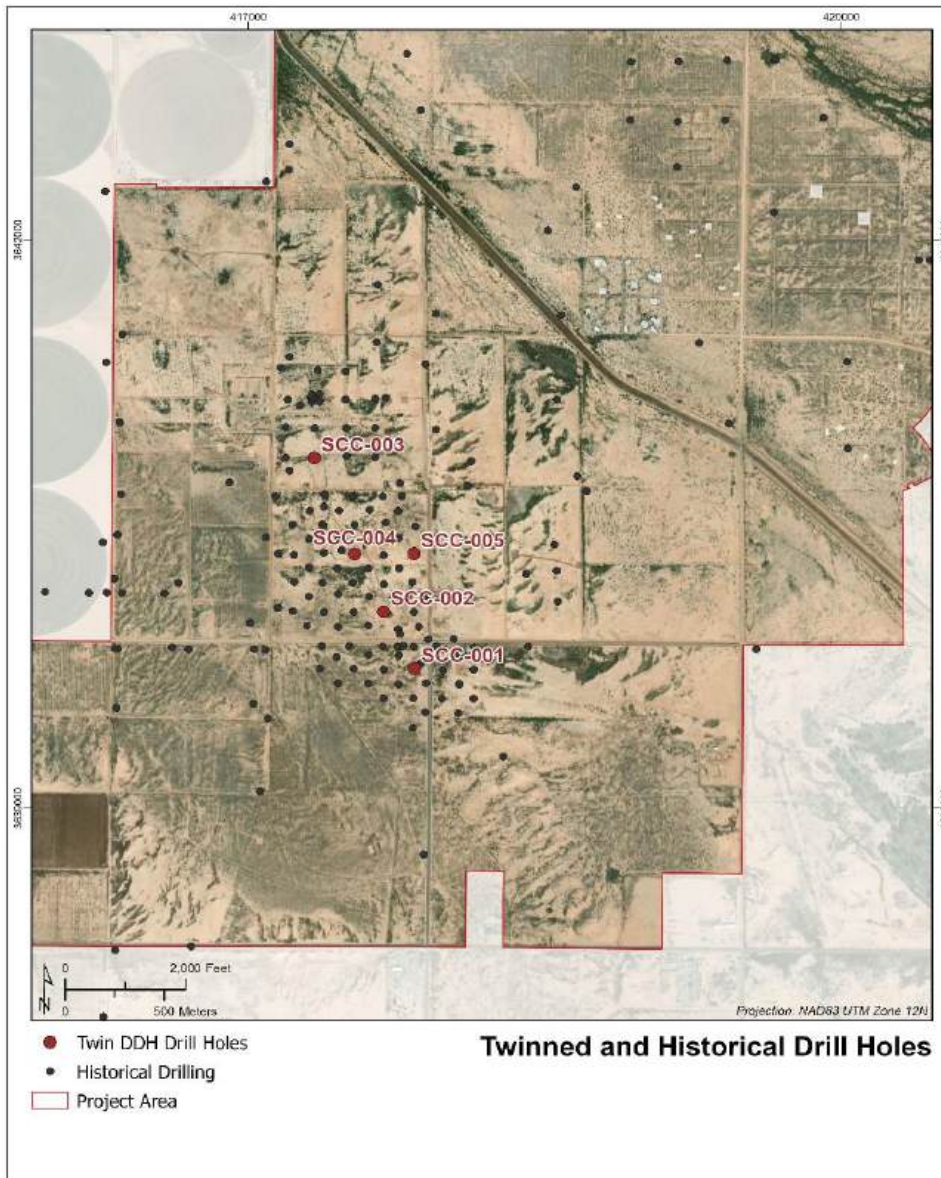 417000 420000
3642000
SCC-003
SCC-004 SCC-005
SCC-002
SCC-001
3639000
N
0 2,000 Feet
0 500 Meters
Projection: NAD83 UTM Zone 12N
Twin DDH Drill Holes
Historical Drilling
Project Area
Twinned and Historical Drill Holes